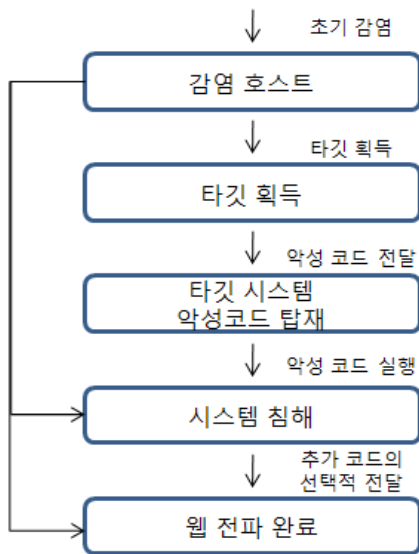 초기 감염
감염 호스트
타깃 획득
타깃 획득
악성 코드 전달
타깃 시스템
악성코드 탑재
악성 코드 실행
시스템 침해
추가 코드의
선택적 전달
웹 전파 완료